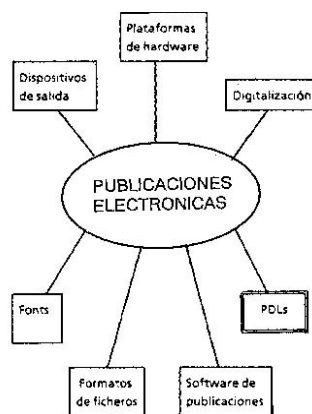 Plataformas
de hardware
Dispositivos
de salida
Digitalización
PUBLICACIONES
ELECTRONICAS
Fonts
PDLs
Formatos
de ficheros
Software de
publicaciones